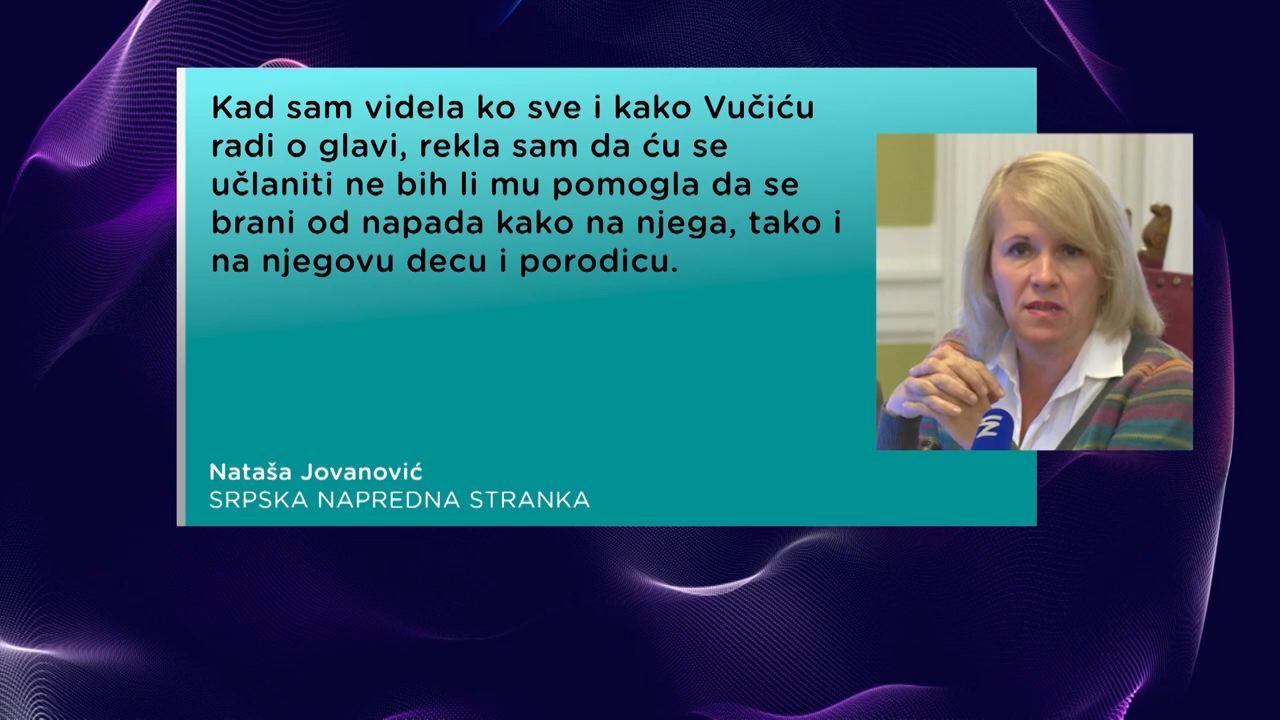 Kad sam videla ko sve i kako Vučiću
radi o glavi, rekla sam da ću se
učlaniti ne bih li mu pomogla da se
brani od napada kako na njega, tako i
na njegovu decu i porodicu.
Nataša Jovanović
SRPSKA NAPREDNA STRANKA